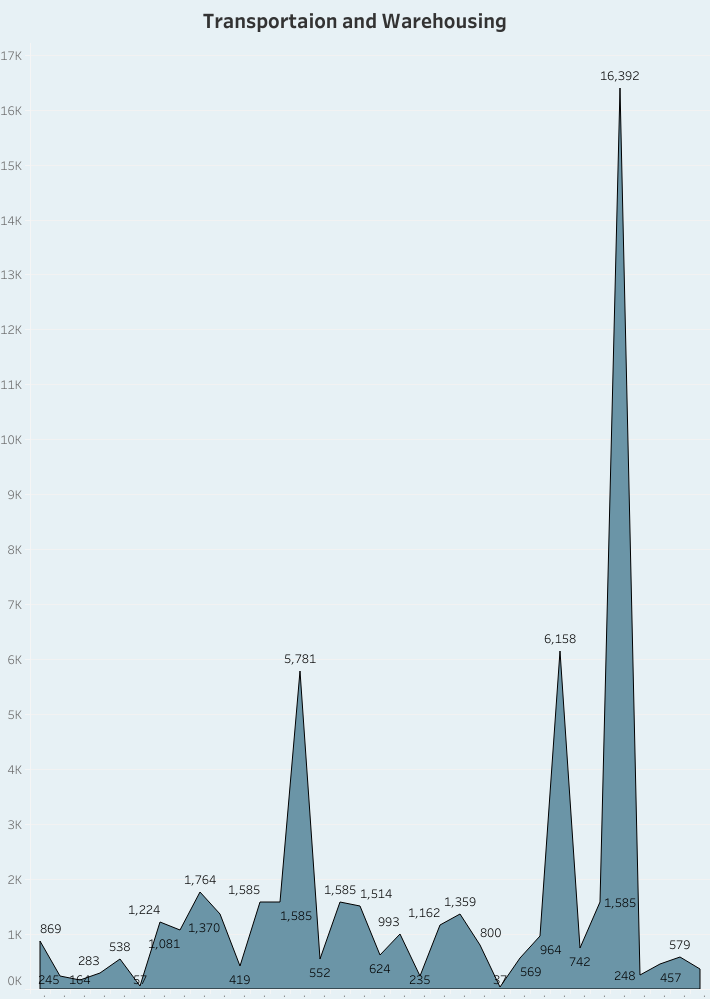 Transportaion and Warehousing
17K
16,392
16K
15K
14K
13K
12K
11K
10K
9K
8K
7K
6,158
6K
5,781
5K
4K
3K
2K
1,764
1,585
1,585
1,514
1,224
1,585
1,162
1,359
1,585
869
1,370
993
800
1K
538
1,081
964
579
283
552
624
569
742
0K
245
164
57
419
235
37
248
457